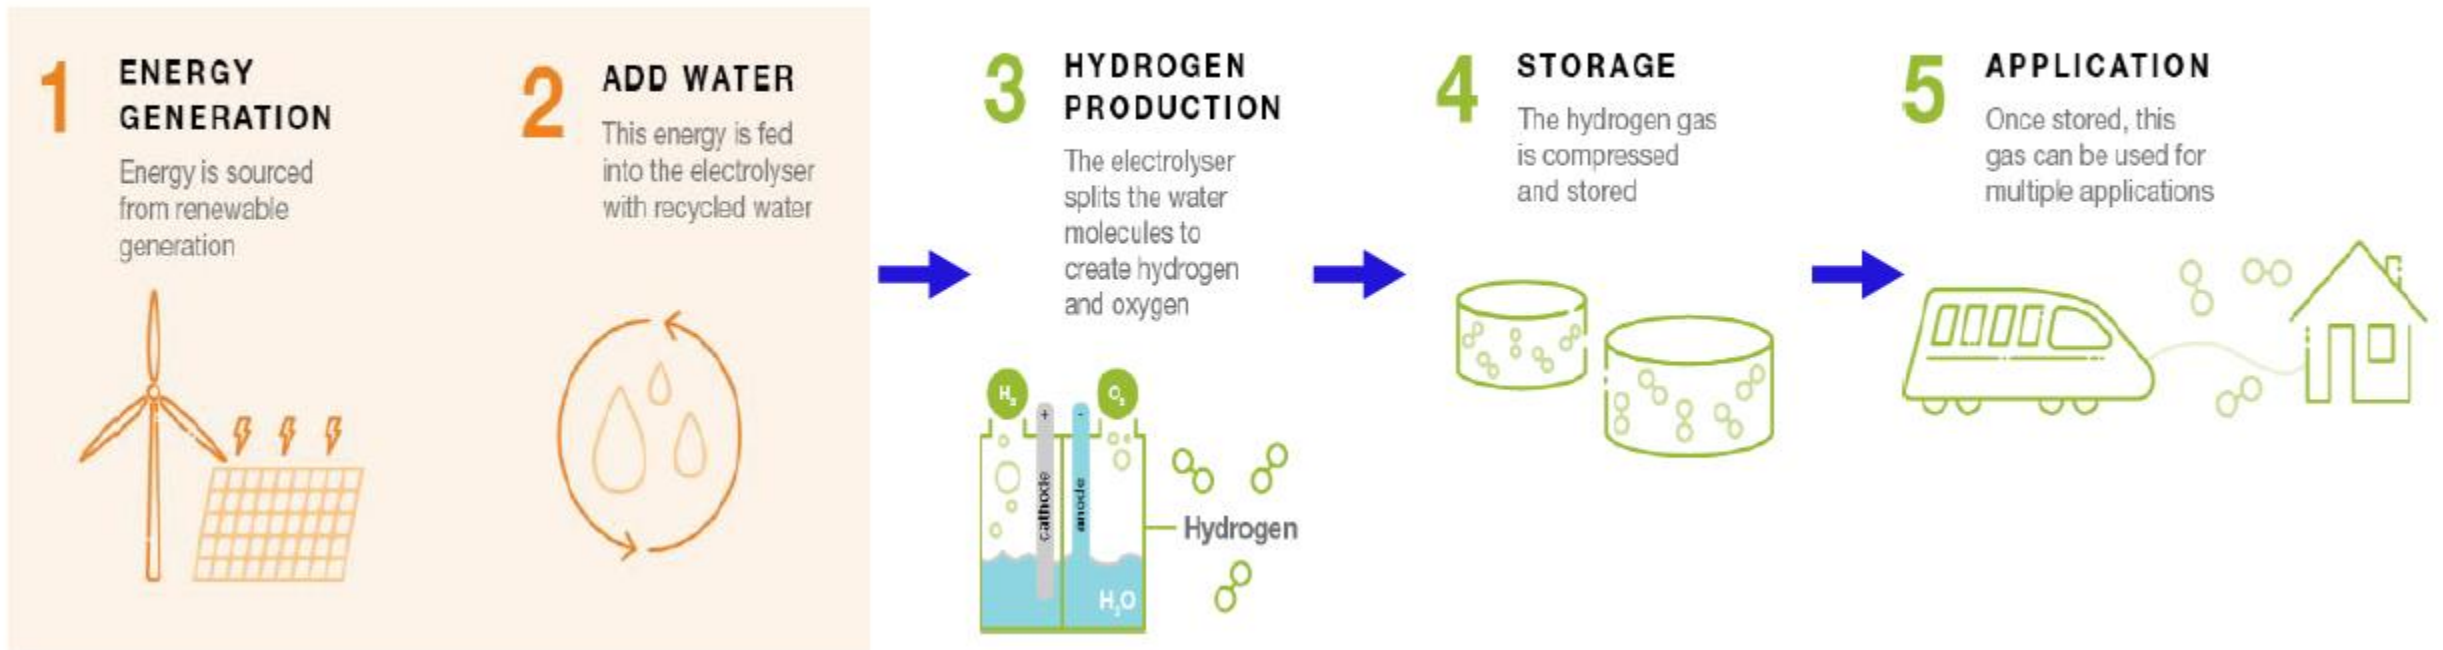 1
ENERGY
GENERATION
Energy is sourced
from renewable
generation
2
ADD WATER
This energy is fed
into the electrolyser
with recycled water
3
HYDROGEN
PRODUCTION
The electrolyser
splits the water
molecules to
create hydrogen
and oxygen
H₂
O₂
+
-
cathode
anode
H₂O
Hydrogen
4
STORAGE
The hydrogen gas
is compressed
and stored
5
APPLICATION
Once stored, this
gas can be used for
multiple applications